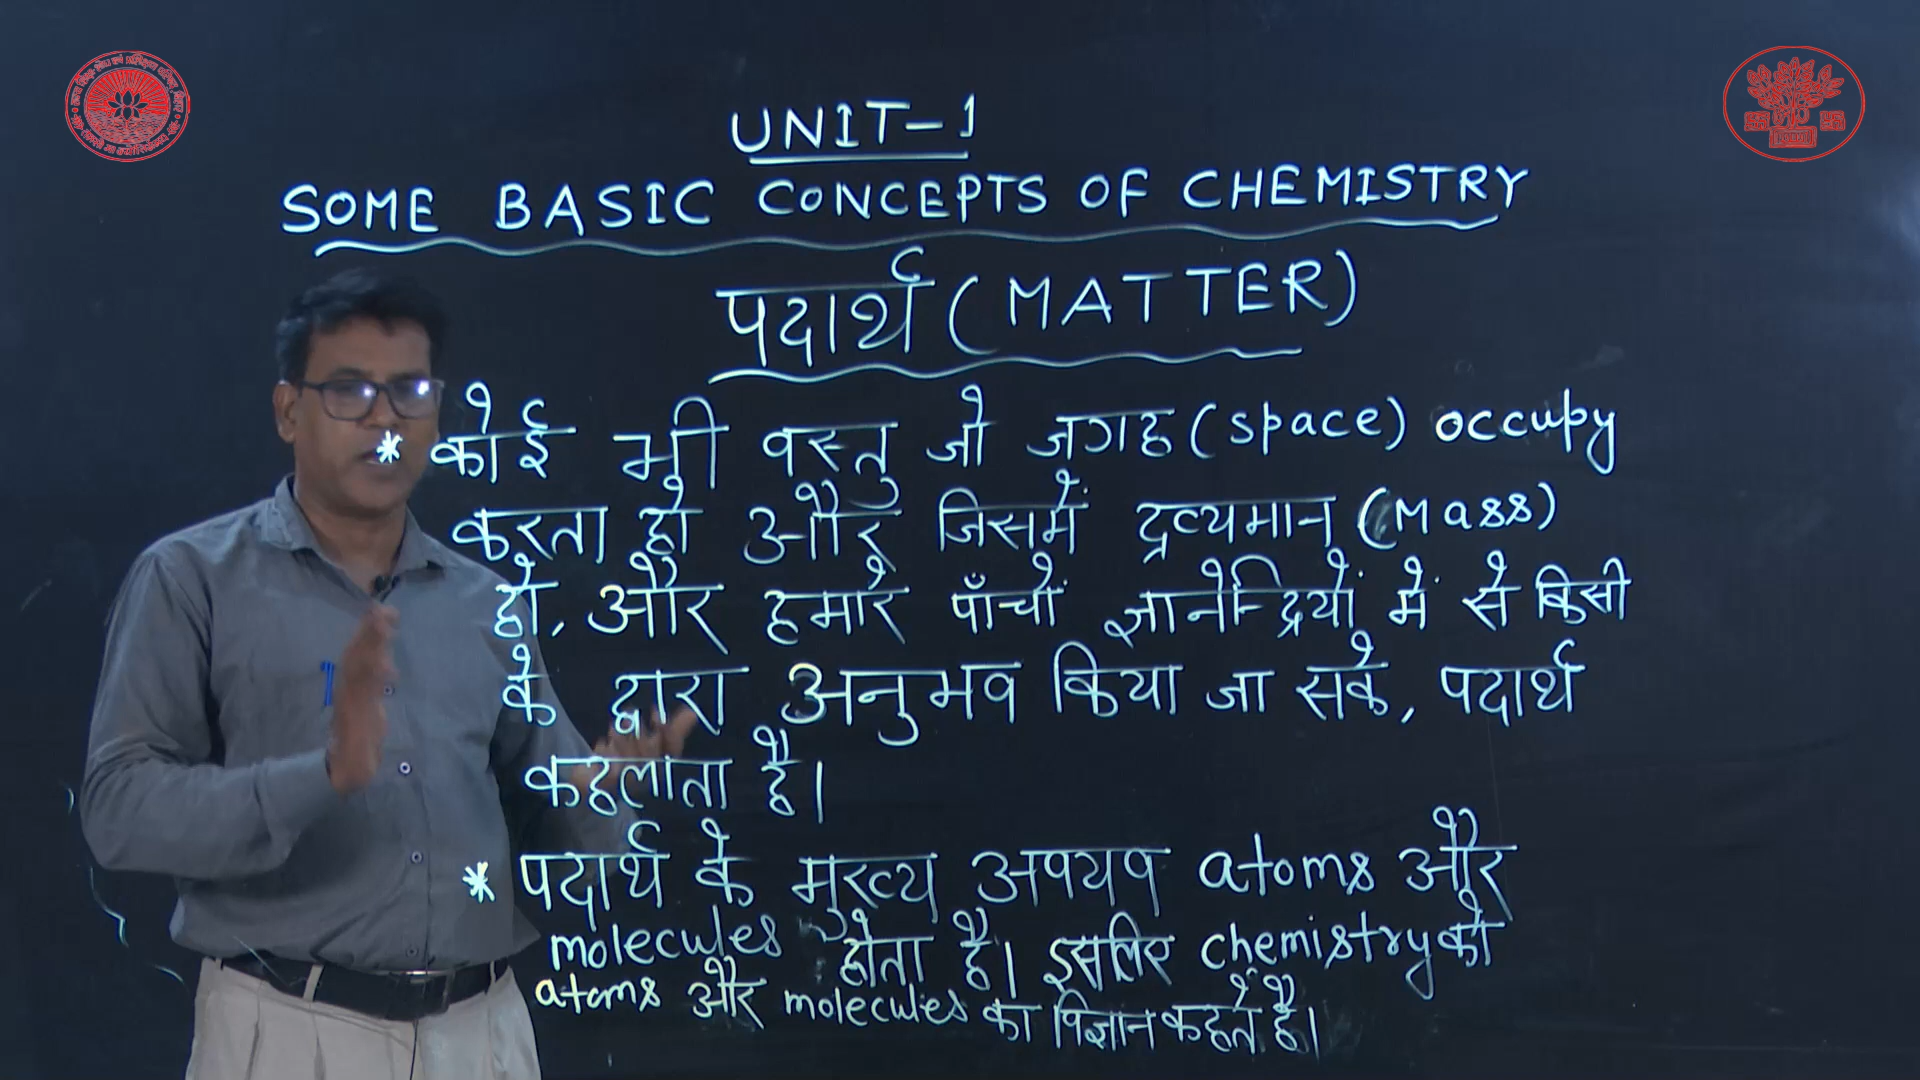 UNIT-1
SOME BASIC CONCEPTS OF CHEMISTRY
पदार्थ (MATTER)
* कोई भी वस्तु जो जगह (space) occupy
करता हो और जिसमें द्रव्यमान (Mass)
हो, और हमारे पाँचों ज्ञानेन्द्रियों में से किसी
के द्वारा अनुभव किया जा सके, पदार्थ
कहलाता है।
* पदार्थ के मुख्य अवयव atoms और
molecules होता है। इसलिए chemistry को
atoms और molecules का विज्ञान कहते हैं।